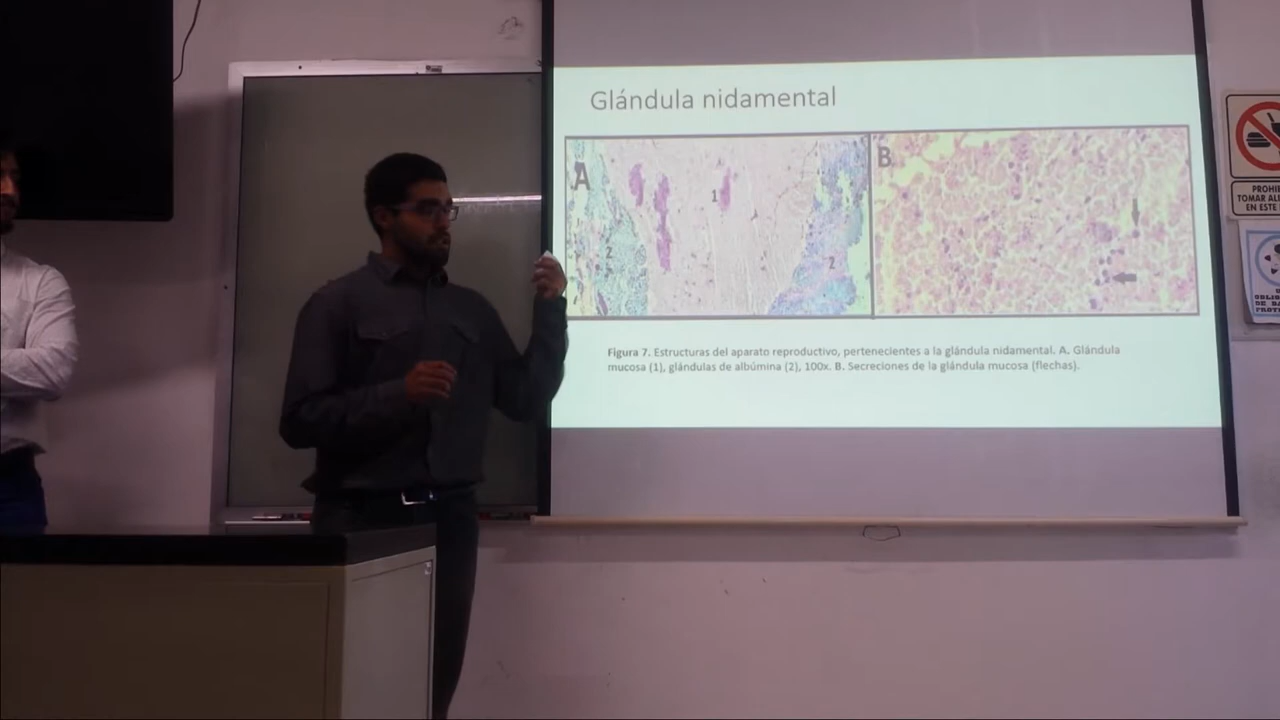 Glándula nidamental
A
B
1
2
2
Figura 7. Estructuras del aparato reproductivo, pertenecientes a la glándula nidamental. A. Glándula
mucosa (1), glándulas de albúmina (2), 100x. B. Secreciones de la glándula mucosa (flechas).
PROHI
TOMAR AL
EN ESTE